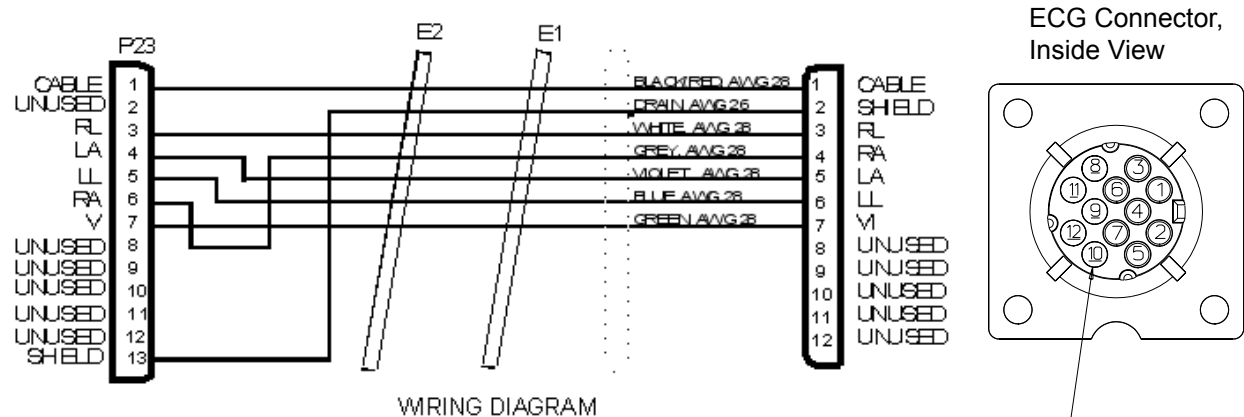 ECG Connector,
Inside View
P23
E2
E1
CABLE 1
UNUSED 2
RL 3
LA 4
LL 5
RA 6
V 7
UNUSED 8
UNUSED 9
UNUSED 10
UNUSED 11
UNUSED 12
SHIELD 13
BLACK/RED, AWG 28
DRAIN AWG 26
WHITE, AWG 28
GREY, AWG 28
VIOLET, AWG 28
BLUE AWG 28
GREEN, AWG 28
1 CABLE
2 SHIELD
3 RL
4 RA
5 LA
6 LL
7 V1
8 UNUSED
9 UNUSED
10 UNUSED
11 UNUSED
12 UNUSED
8 3
11 6 1
9 4
12 7 2
10 5
WIRING DIAGRAM